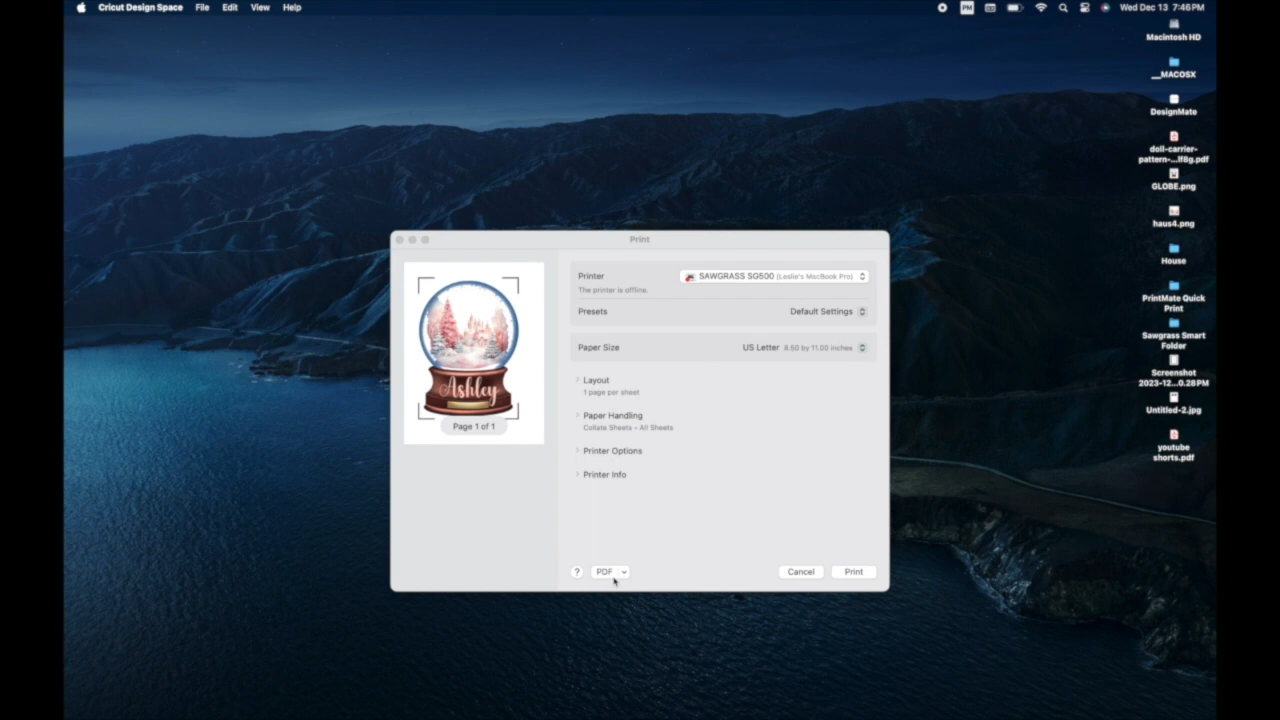 Cricut Design Space File Edit View Help
PM
Wed Dec 13 7:46 PM
Macintosh HD
__MACOSX
DesignMate
doll-carrier-
pattern-...lf8g.pdf
GLOBE.png
haus4.png
House
PrintMate Quick
Print
Sawgrass Smart
Folder
Screenshot
2023-12...0.28 PM
Untitled-2.jpg
youtube
shorts.pdf
Print
Ashley
Page 1 of 1
Printer SAWGRASS SG500 (Leslie's MacBook Pro)
The printer is offline.
Presets Default Settings
Paper Size US Letter 8.50 by 11.00 inches
Layout
1 page per sheet
Paper Handling
Collate Sheets • All Sheets
Printer Options
Printer Info
? PDF Cancel Print